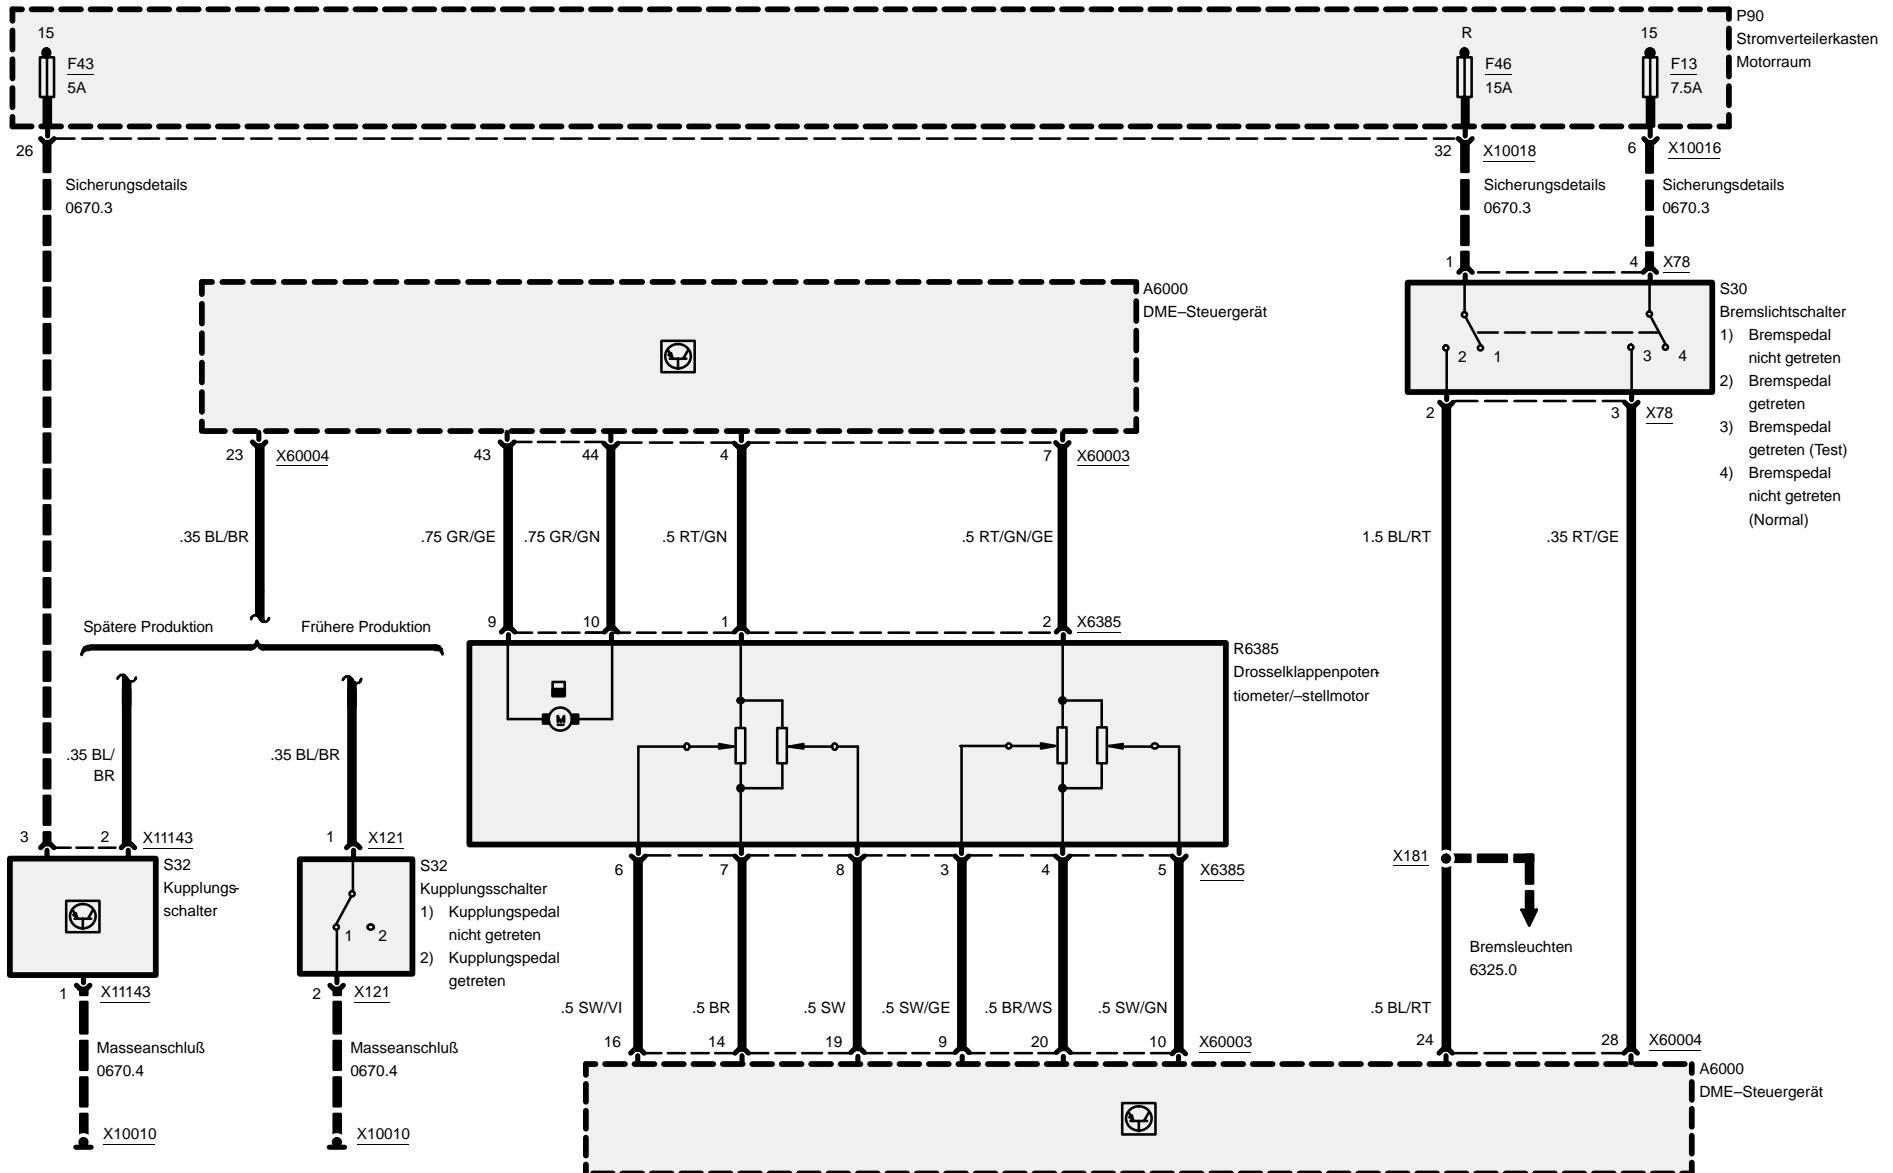 P90
Stromverteilerkasten
Motorraum
15
F43
5A
R
F46
15A
15
F13
7.5A
26
32
X10018
6
X10016
Sicherungsdetails
0670.3
Sicherungsdetails
0670.3
Sicherungsdetails
0670.3
1
4
X78
A6000
DME–Steuergerät
S30
Bremslichtschalter
1) Bremspedal
nicht getreten
2) Bremspedal
getreten
3) Bremspedal
getreten (Test)
4) Bremspedal
nicht getreten
(Normal)
2
1
3
4
2
3
X78
23
X60004
43
44
4
7
X60003
.35 BL/BR
.75 GR/GE
.75 GR/GN
.5 RT/GN
.5 RT/GN/GE
1.5 BL/RT
.35 RT/GE
Spätere Produktion
Frühere Produktion
9
10
1
2
X6385
R6385
Drosselklappenpoten-
tiometer/–stellmotor
M
.35 BL/
BR
.35 BL/BR
3
2
X11143
1
X121
S32
Kupplungs-
schalter
S32
Kupplungsschalter
1) Kupplungspedal
nicht getreten
2) Kupplungspedal
getreten
1
2
6
7
8
3
4
5
X6385
X181
Bremsleuchten
6325.0
1
X11143
2
X121
.5 SW/VI
.5 BR
.5 SW
.5 SW/GE
.5 BR/WS
.5 SW/GN
.5 BL/RT
16
14
19
9
20
10
X60003
24
28
X60004
Masseanschluß
0670.4
Masseanschluß
0670.4
A6000
DME–Steuergerät
X10010
X10010